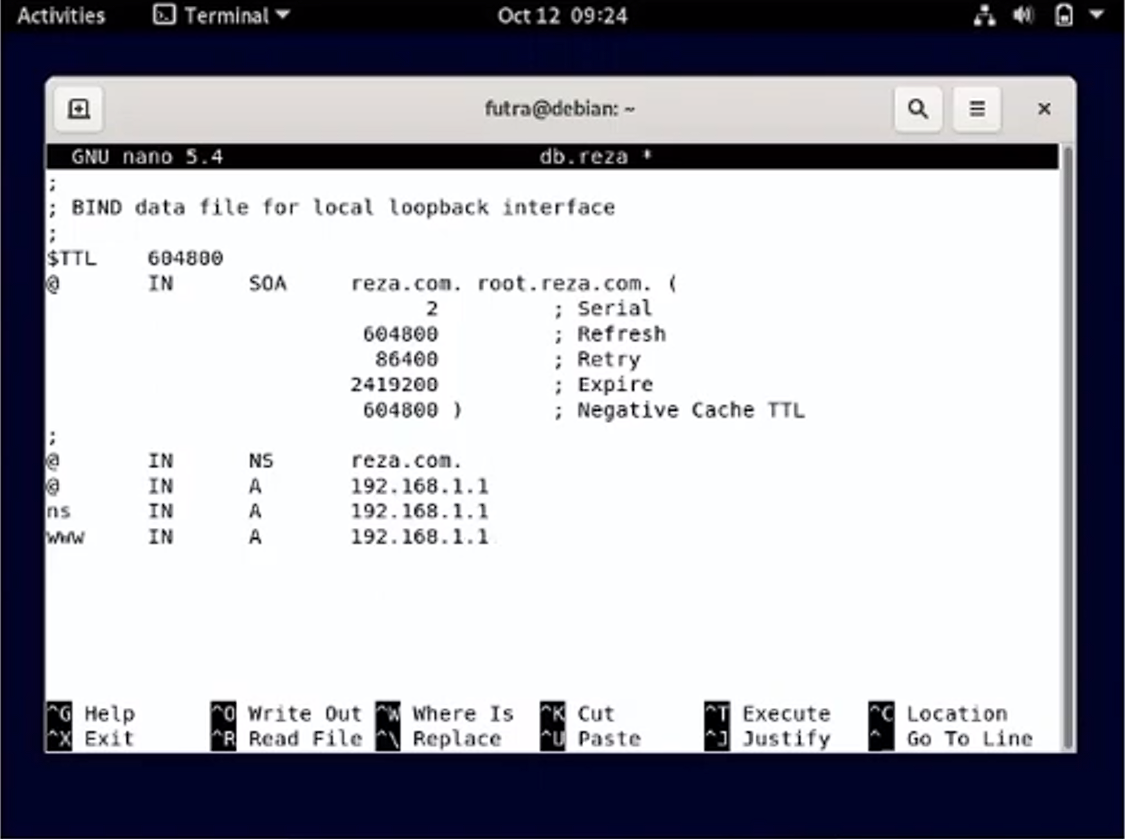 Activities Terminal Oct 12 09:24
futra@debian: ~
GNU nano 5.4 db.reza *
;
; BIND data file for local loopback interface
;
$TTL 604800
@ IN SOA reza.com. root.reza.com. (
2 ; Serial
604800 ; Refresh
86400 ; Retry
2419200 ; Expire
604800 ) ; Negative Cache TTL
;
@ IN NS reza.com.
@ IN A 192.168.1.1
ns IN A 192.168.1.1
www IN A 192.168.1.1
^G Help ^O Write Out ^W Where Is ^K Cut ^T Execute ^C Location
^X Exit ^R Read File ^\ Replace ^U Paste ^J Justify ^_ Go To Line